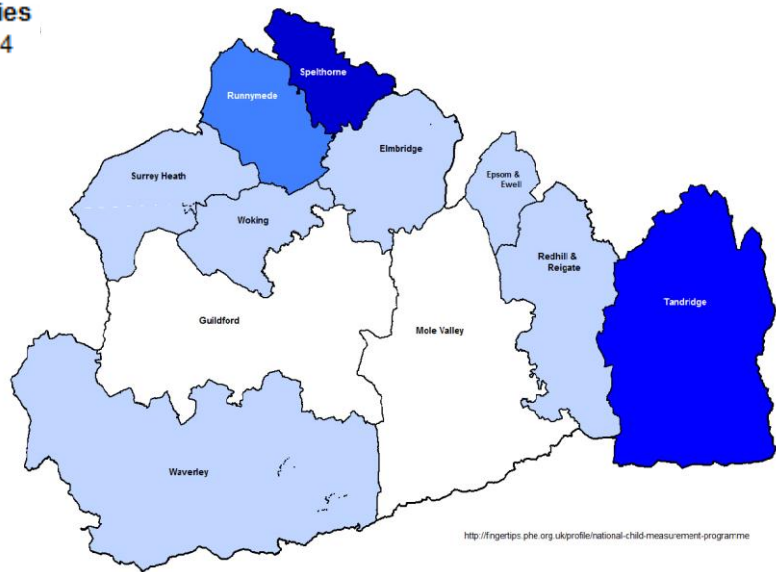 ies
4
Spelthorne
Runnymede
Elmbridge
Surrey Heath
Epsom &
Ewell
Woking
Redhill &
Reigate
Tandridge
Guildford
Mole Valley
Waverley
http://fingertips.phe.org.uk/profile/national-child-measurement-programme